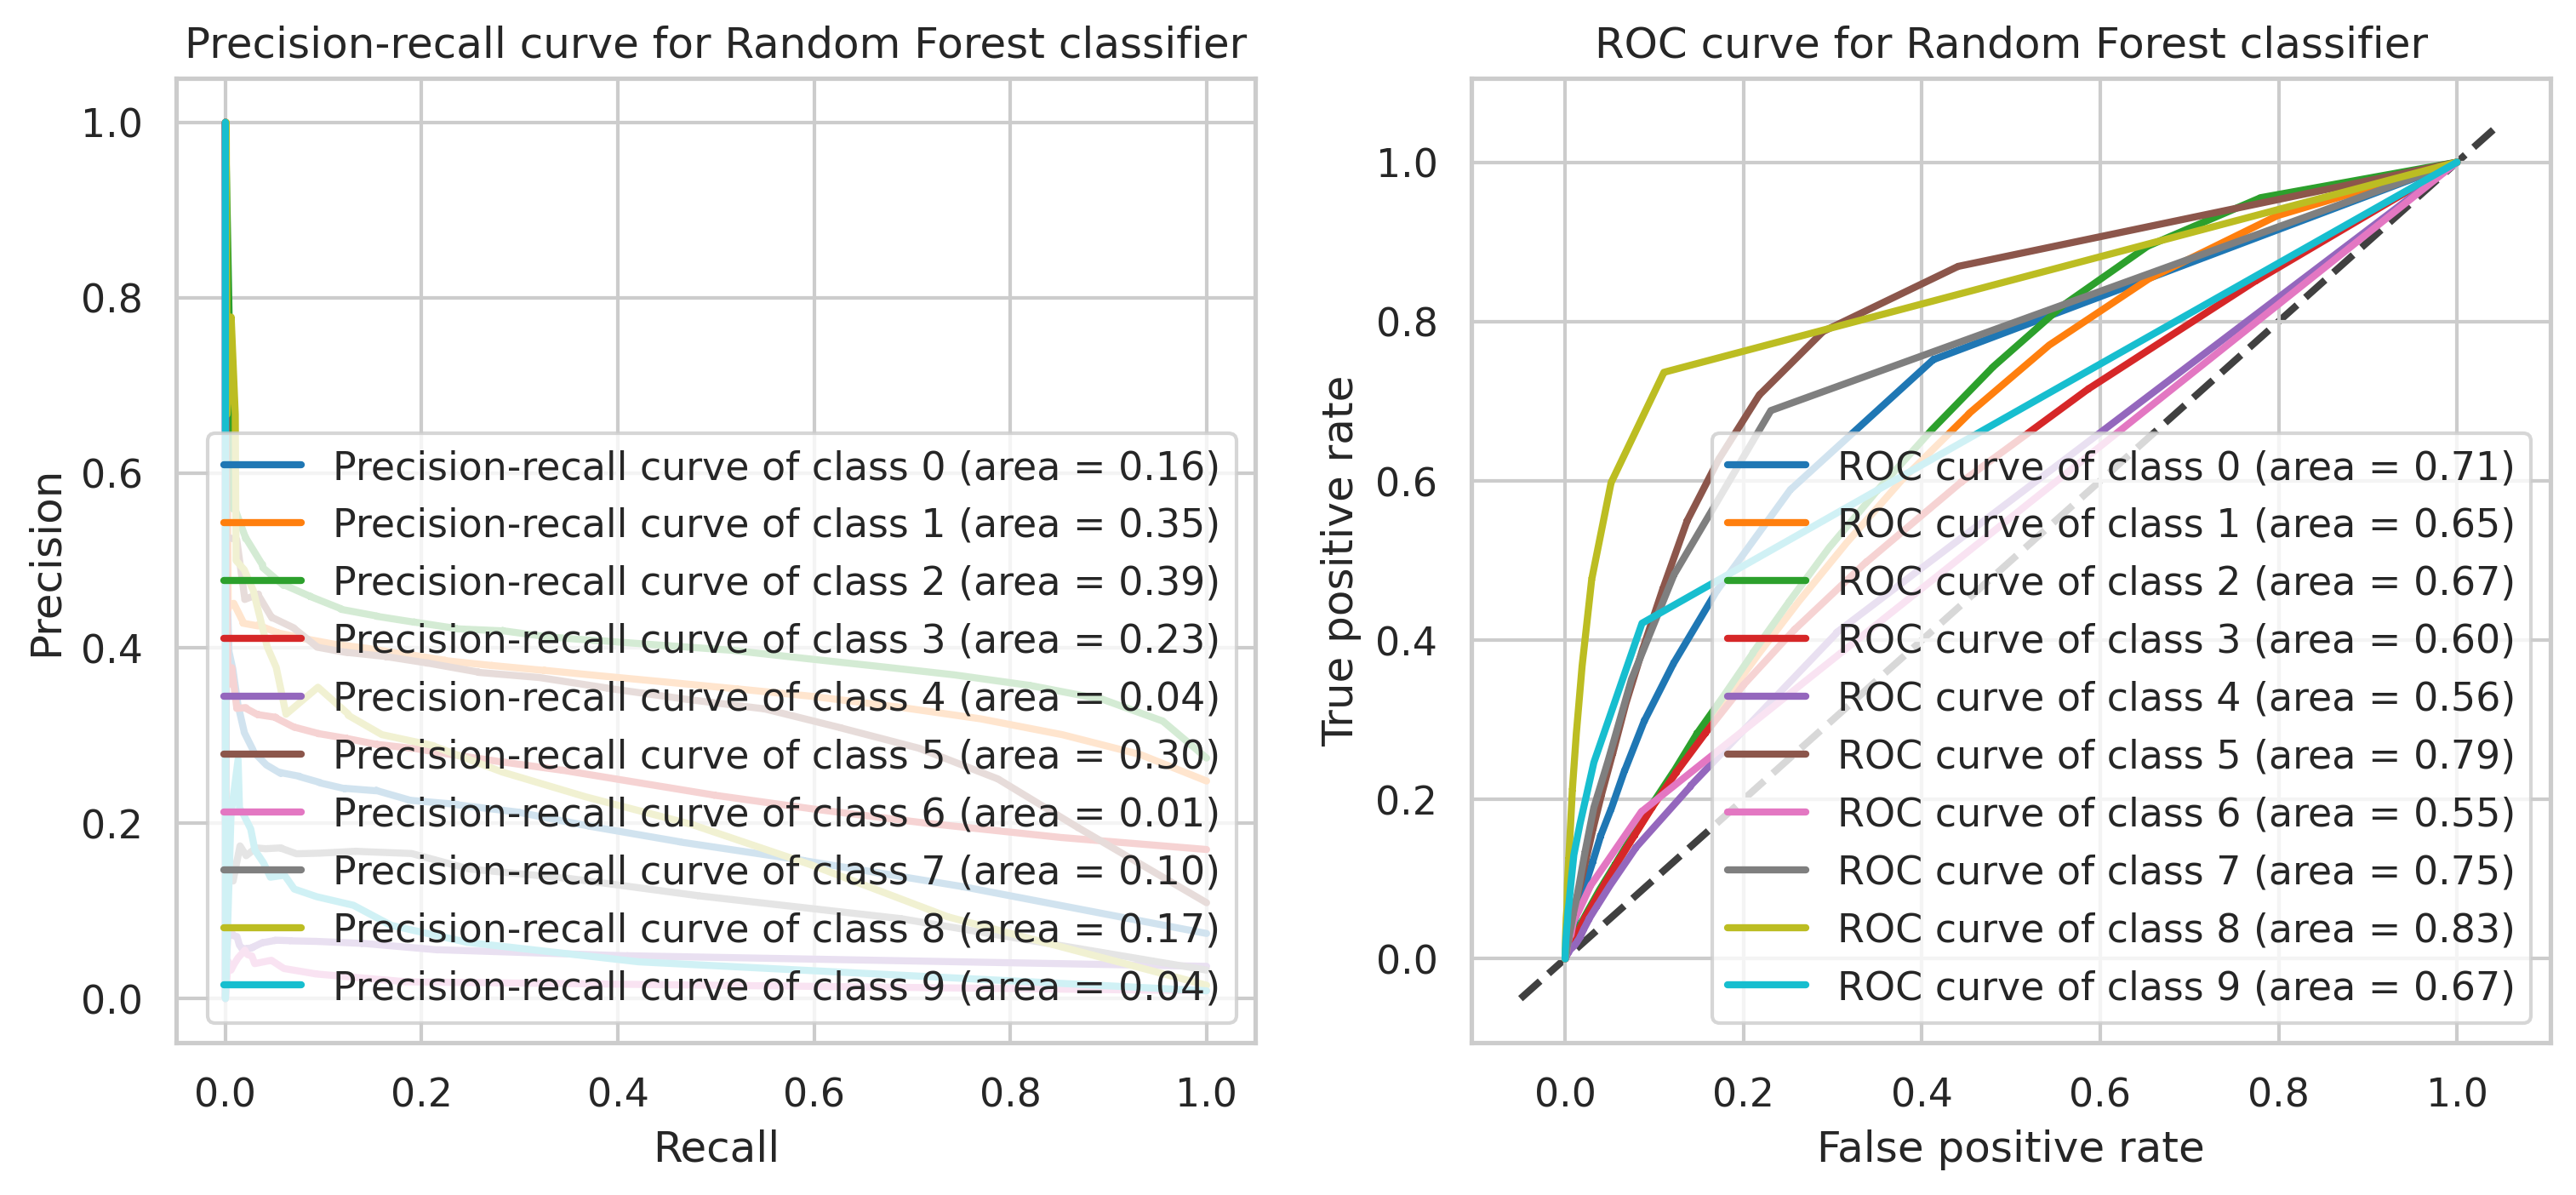 Precision-recall curve for Random Forest classifier
1.0
0.8
0.6
0.4
0.2
0.0
Precision
Precision-recall curve of class 0 (area = 0.16)
Precision-recall curve of class 1 (area = 0.35)
Precision-recall curve of class 2 (area = 0.39)
Precision-recall curve of class 3 (area = 0.23)
Precision-recall curve of class 4 (area = 0.04)
Precision-recall curve of class 5 (area = 0.30)
Precision-recall curve of class 6 (area = 0.01)
Precision-recall curve of class 7 (area = 0.10)
Precision-recall curve of class 8 (area = 0.17)
Precision-recall curve of class 9 (area = 0.04)
0.0 0.2 0.4 0.6 0.8 1.0
Recall
ROC curve for Random Forest classifier
1.0
0.8
0.6
0.4
0.2
0.0
True positive rate
ROC curve of class 0 (area = 0.71)
ROC curve of class 1 (area = 0.65)
ROC curve of class 2 (area = 0.67)
ROC curve of class 3 (area = 0.60)
ROC curve of class 4 (area = 0.56)
ROC curve of class 5 (area = 0.79)
ROC curve of class 6 (area = 0.55)
ROC curve of class 7 (area = 0.75)
ROC curve of class 8 (area = 0.83)
ROC curve of class 9 (area = 0.67)
0.0 0.2 0.4 0.6 0.8 1.0
False positive rate